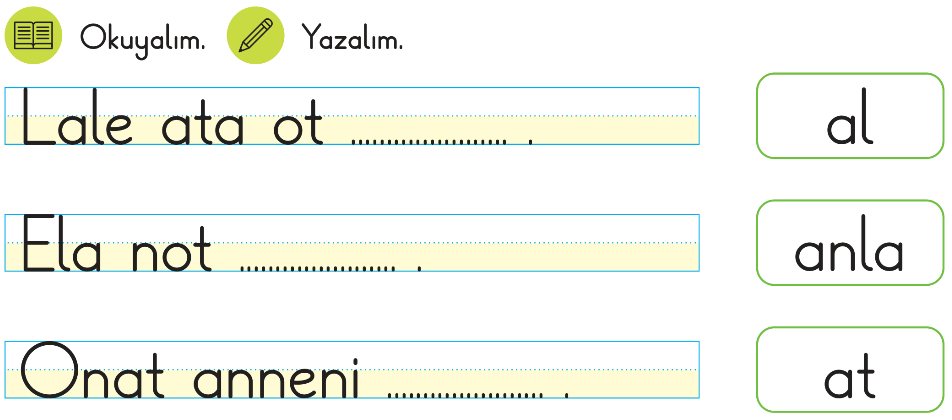 Okuyalım. Yazalım.
Lale ata ot ...................... .
al
Ela not ...................... .
anla
Onat anneni ...................... .
at